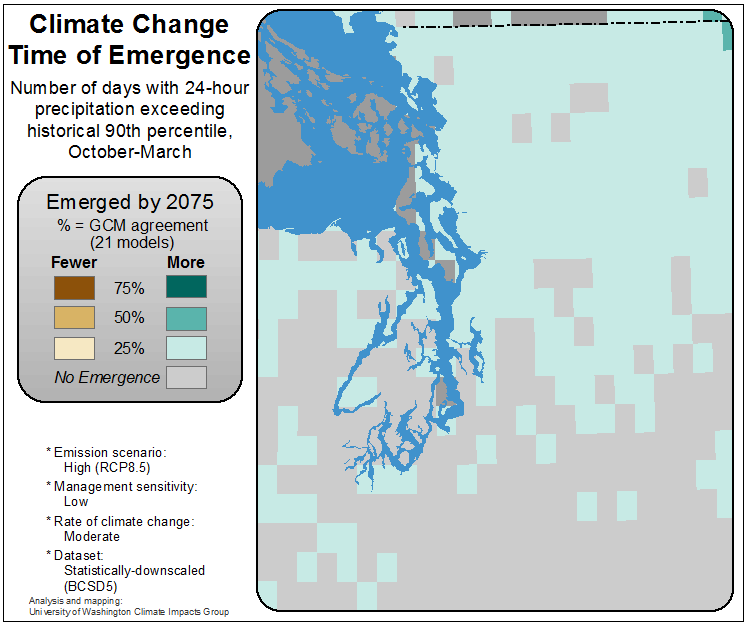 Climate Change
Time of Emergence
Number of days with 24-hour
precipitation exceeding
historical 90th percentile,
October-March
Emerged by 2075
% = GCM agreement
(21 models)
Fewer More
75%
50%
25%
No Emergence
* Emission scenario:
High (RCP8.5)
* Management sensitivity:
Low
* Rate of climate change:
Moderate
* Dataset:
Statistically-downscaled
(BCSD5)
Analysis and mapping:
University of Washington Climate Impacts Group